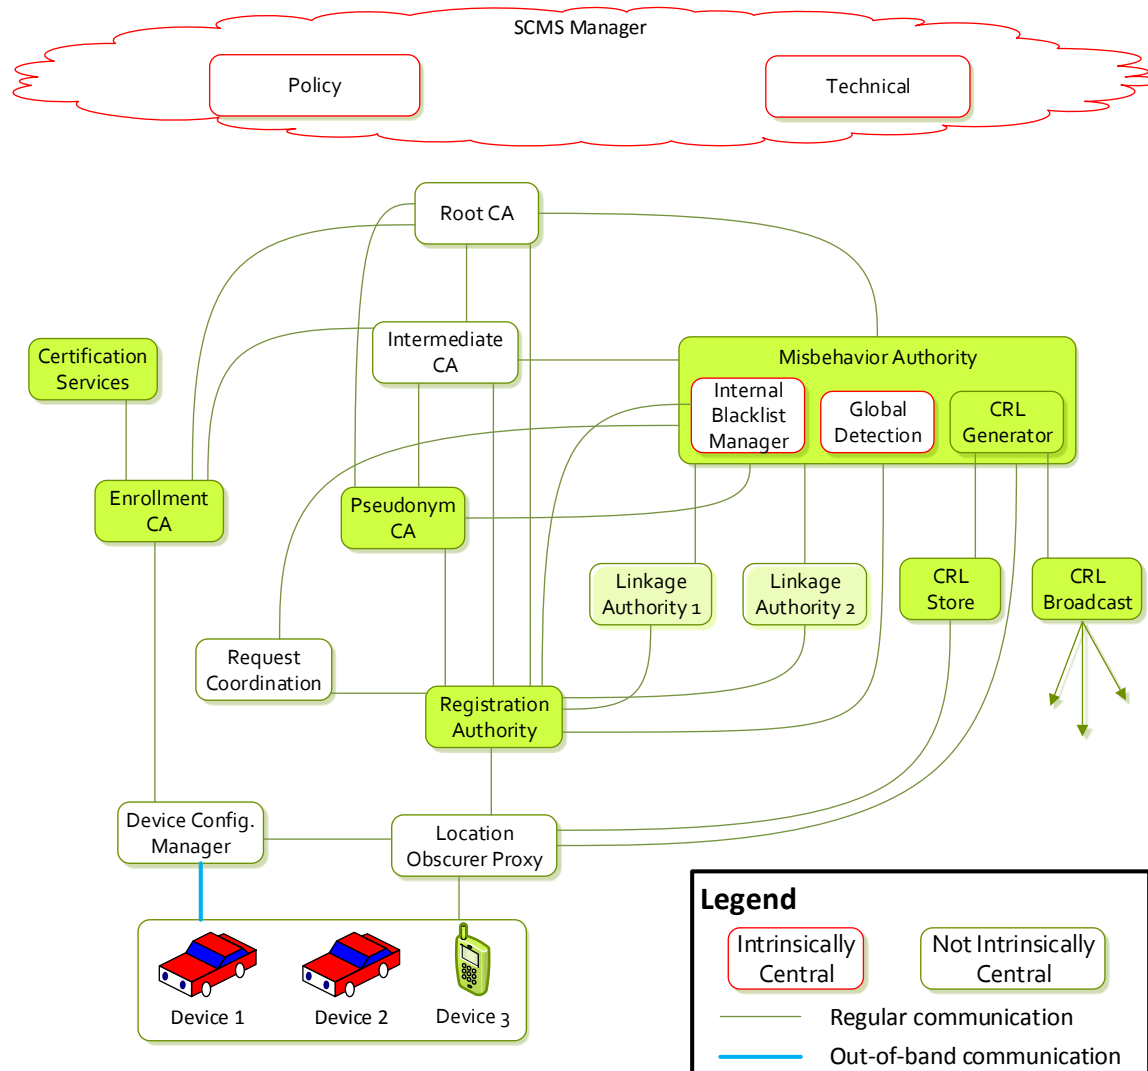 SCMS Manager
Policy
Technical
Root CA
Intermediate
CA
Certification
Services
Misbehavior Authority
Internal
Blacklist
Manager
Global
Detection
CRL
Generator
Enrollment
CA
Pseudonym
CA
Linkage
Authority 1
Linkage
Authority 2
CRL
Store
CRL
Broadcast
Request
Coordination
Registration
Authority
Device Config.
Manager
Location
Obscurer Proxy
Device 1
Device 2
Device 3
Legend
Intrinsically
Central
Not Intrinsically
Central
Regular communication
Out-of-band communication